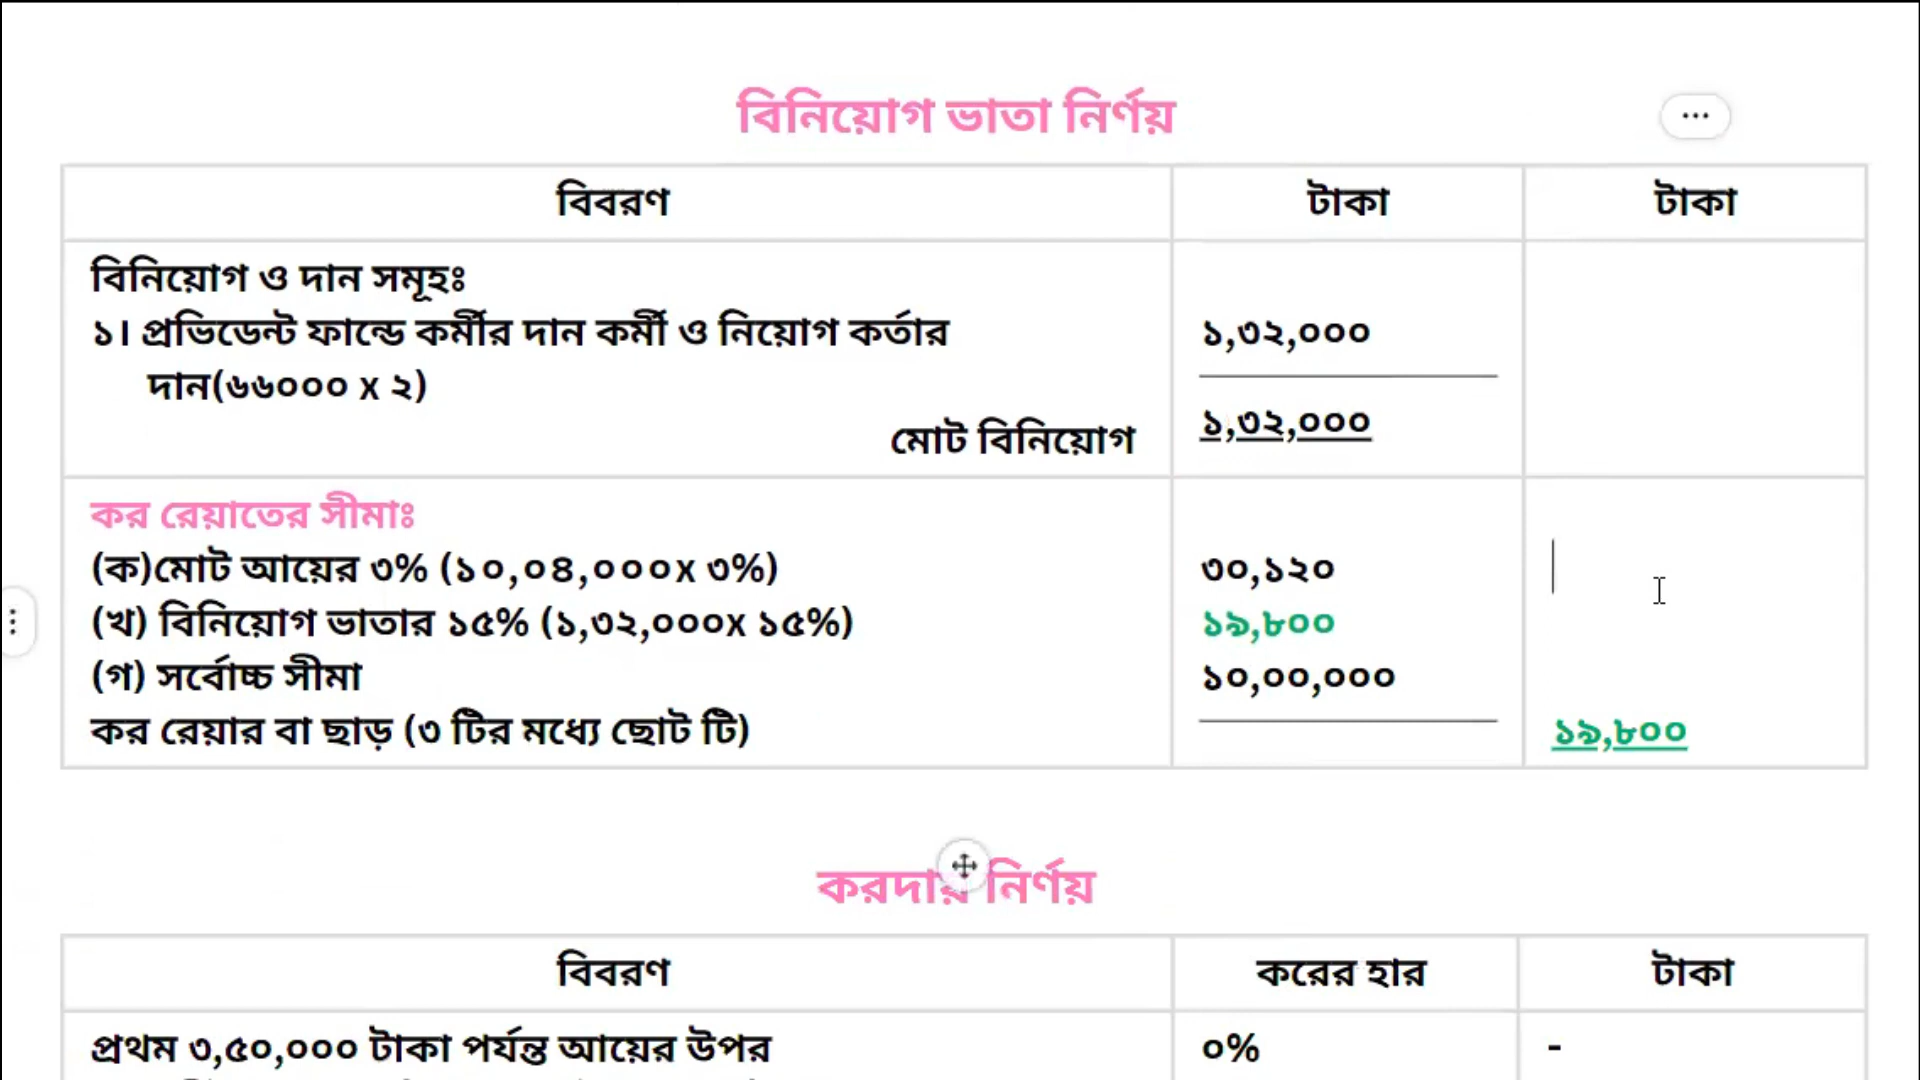 বিনিয়োগ ভাতা নির্ণয়
বিবরণ টাকা টাকা
বিনিয়োগ ও দান সমূহঃ
১। প্রভিডেন্ট ফান্ডে কর্মীর দান কর্মী ও নিয়োগ কর্তার ১,৩২,০০০
দান(৬৬০০০ x ২)
মোট বিনিয়োগ ১,৩২,০০০
কর রেয়াতের সীমাঃ
(ক)মোট আয়ের ৩% (১০,০৪,০০০x ৩%) ৩০,১২০
(খ) বিনিয়োগ ভাতার ১৫% (১,৩২,০০০x ১৫%) ১৯,৮০০
(গ) সর্বোচ্চ সীমা ১০,০০,০০০
কর রেয়ার বা ছাড় (৩ টির মধ্যে ছোট টি) ১৯,৮০০
করদায় নির্ণয়
বিবরণ করের হার টাকা
প্রথম ৩,৫০,০০০ টাকা পর্যন্ত আয়ের উপর ০% -